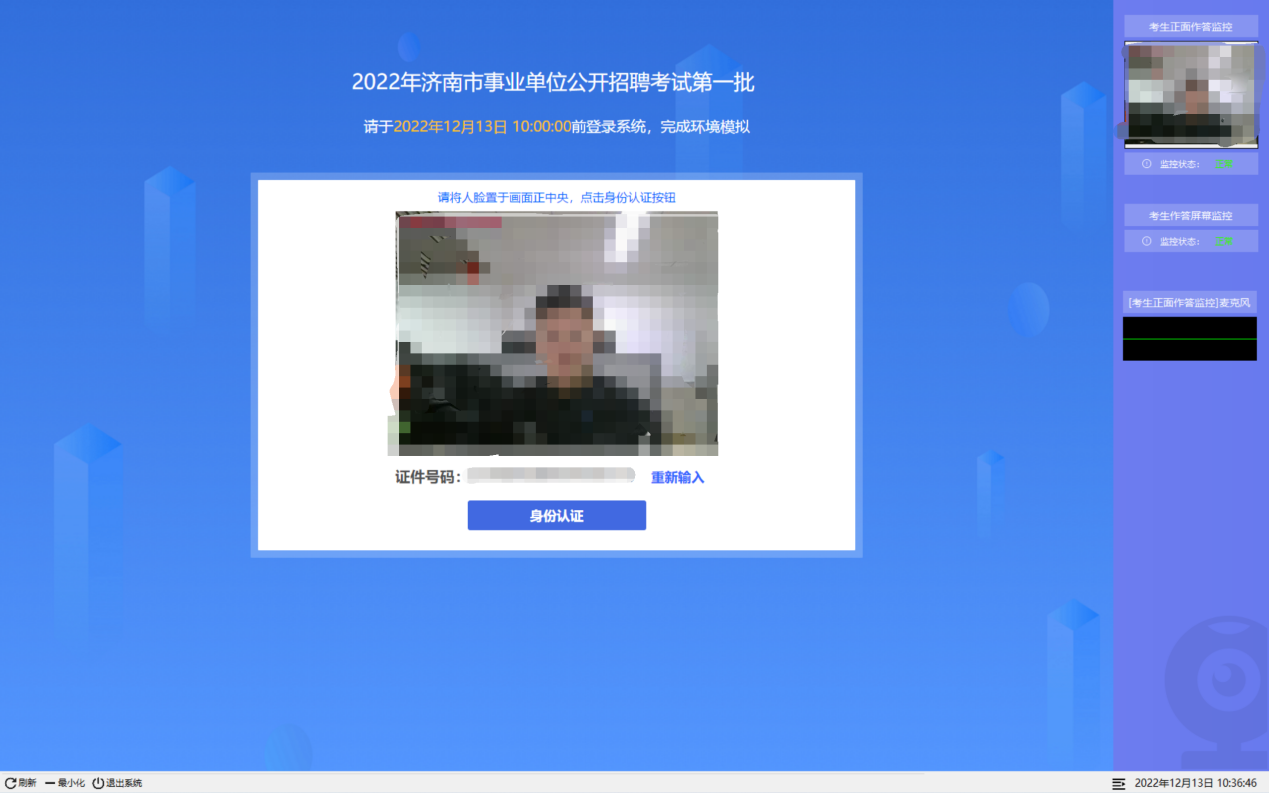 2022年济南市事业单位公开招聘考试第一批
请于2022年12月13日 10:00:00前登录系统，完成环境模拟
请将人脸置于画面正中央，点击身份认证按钮
证件号码： 重新输入
身份认证
考生正面作答监控
监控状态： 正常
考生作答屏幕监控
监控状态： 正常
[考生正面作答监控]麦克风
刷新 最小化 退出系统
2022年12月13日 10:36:46